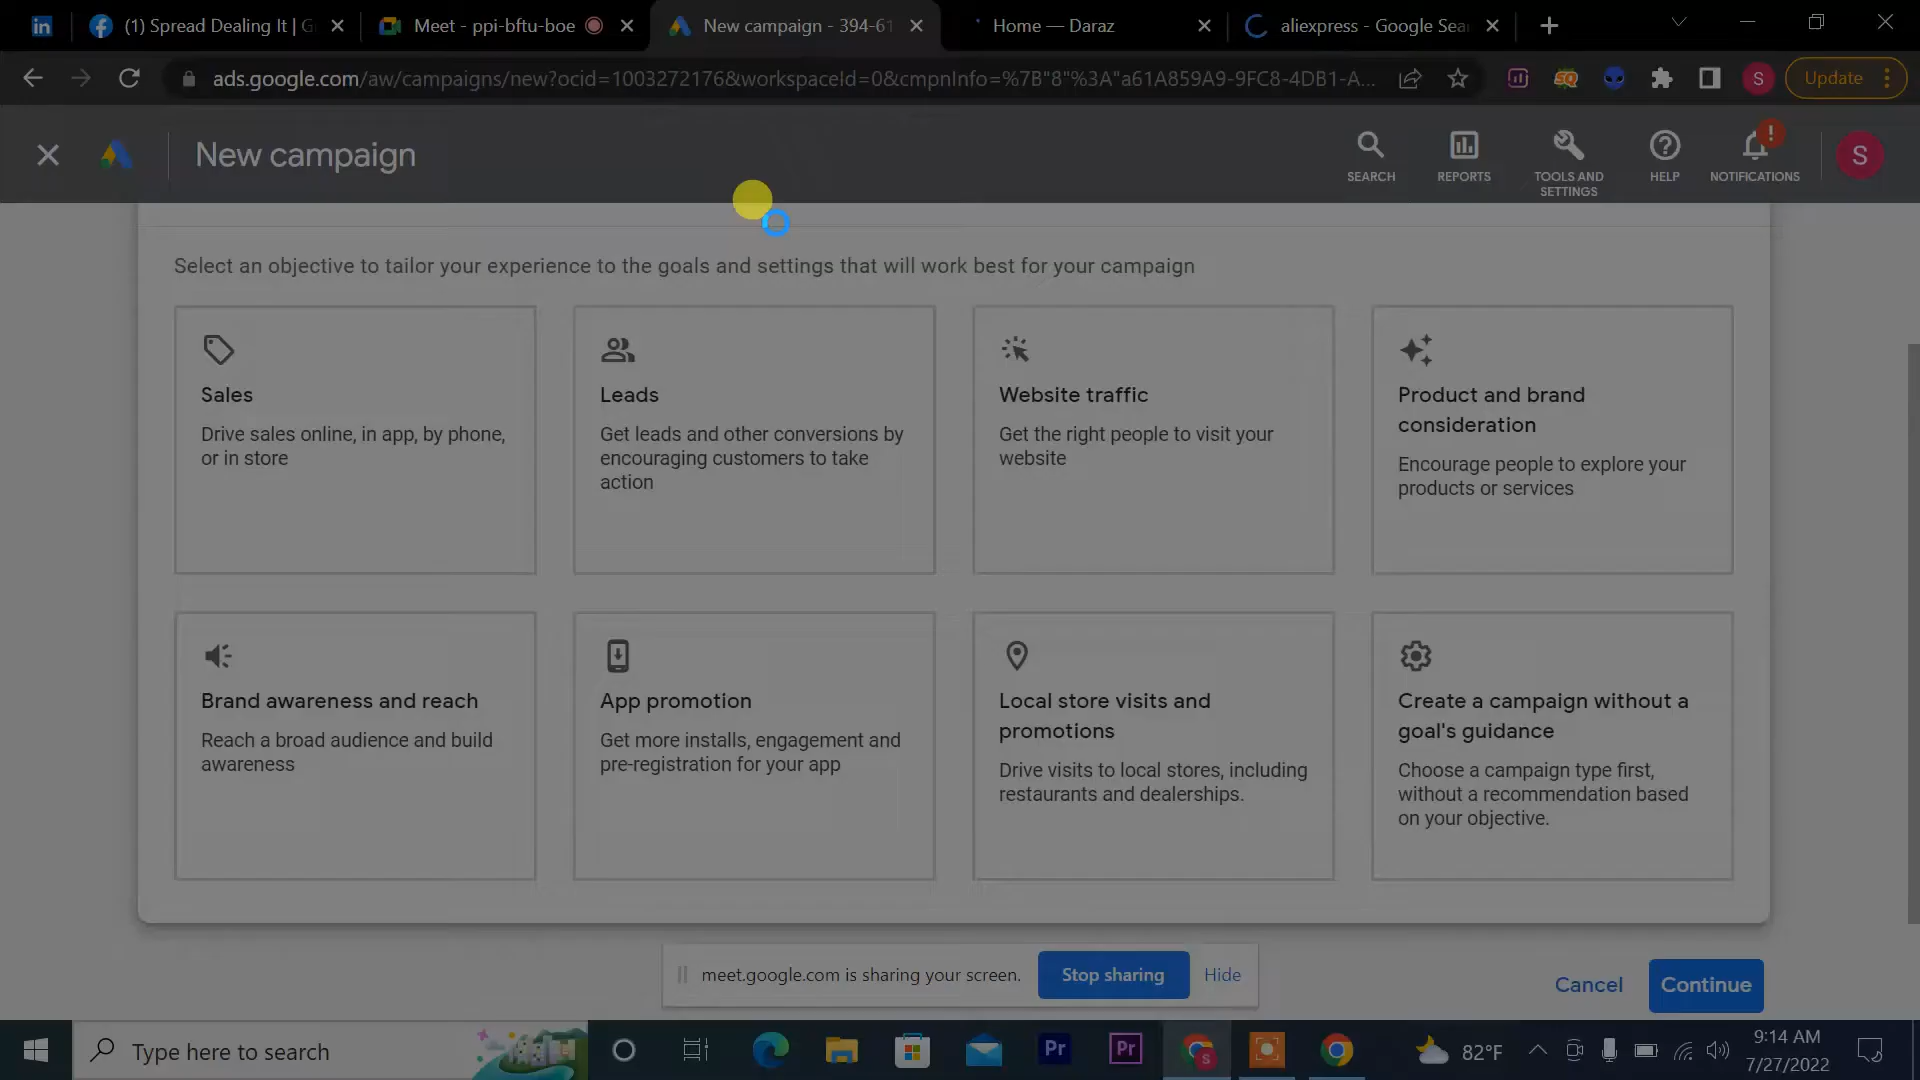 (1) Spread Dealing It | G
Meet - ppi-bftu-boe
New campaign - 394-61
Home — Daraz
aliexpress - Google Sea
ads.google.com/aw/campaigns/new?ocid=1003272176&workspaceId=0&cmpnInfo=%7B"8"%3A"a61A859A9-9FC8-4DB1-A...
S
Update
New campaign
SEARCH
REPORTS
TOOLS AND
SETTINGS
HELP
NOTIFICATIONS
S
Select an objective to tailor your experience to the goals and settings that will work best for your campaign
Sales
Drive sales online, in app, by phone,
or in store
Leads
Get leads and other conversions by
encouraging customers to take
action
Website traffic
Get the right people to visit your
website
Product and brand
consideration
Encourage people to explore your
products or services
Brand awareness and reach
Reach a broad audience and build
awareness
App promotion
Get more installs, engagement and
pre-registration for your app
Local store visits and
promotions
Drive visits to local stores, including
restaurants and dealerships.
Create a campaign without a
goal's guidance
Choose a campaign type first,
without a recommendation based
on your objective.
meet.google.com is sharing your screen.
Stop sharing
Hide
Cancel
Continue
Type here to search
Pr
Pr
S
82°F
9:14 AM
7/27/2022